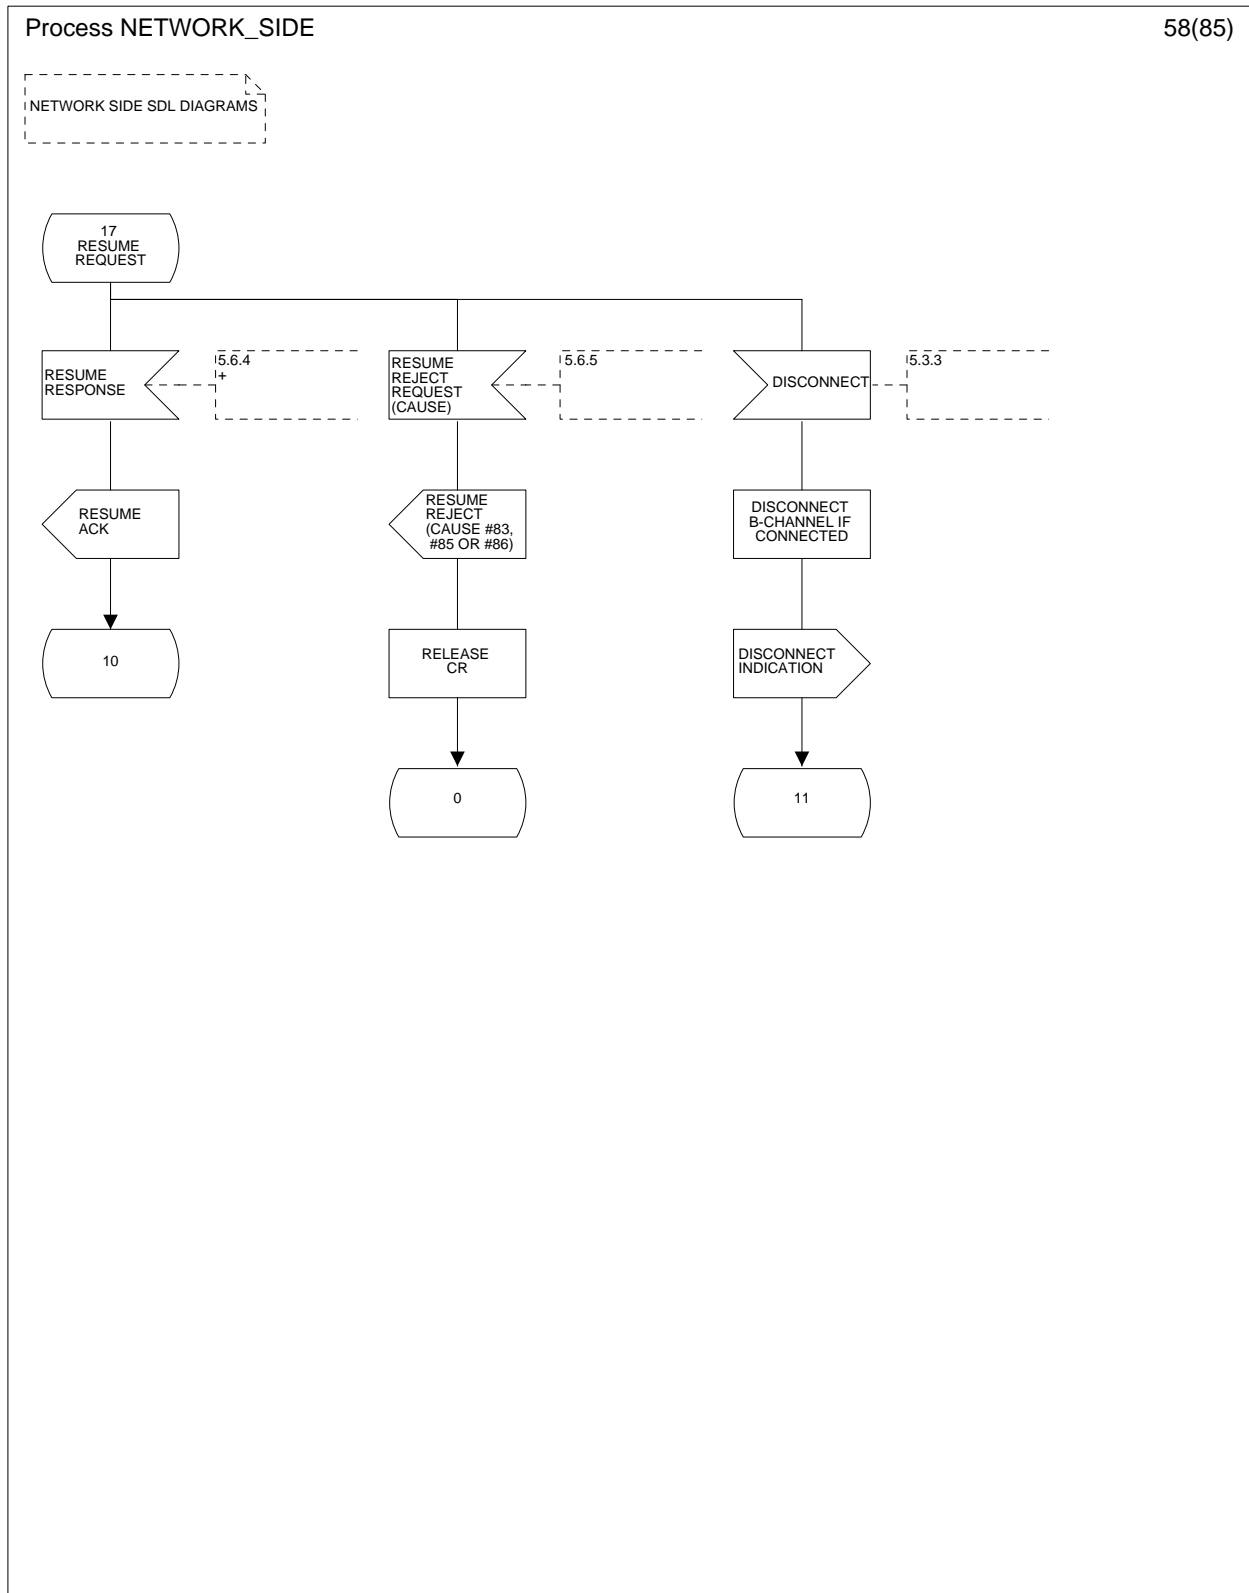 Process NETWORK_SIDE
58(85)
NETWORK SIDE SDL DIAGRAMS
17
RESUME
REQUEST
RESUME
RESPONSE
5.6.4
+
RESUME
REJECT
REQUEST
(CAUSE)
5.6.5
DISCONNECT
5.3.3
RESUME
ACK
RESUME
REJECT
(CAUSE #83,
#85 OR #86)
DISCONNECT
B-CHANNEL IF
CONNECTED
10
RELEASE
CR
DISCONNECT
INDICATION
0
11